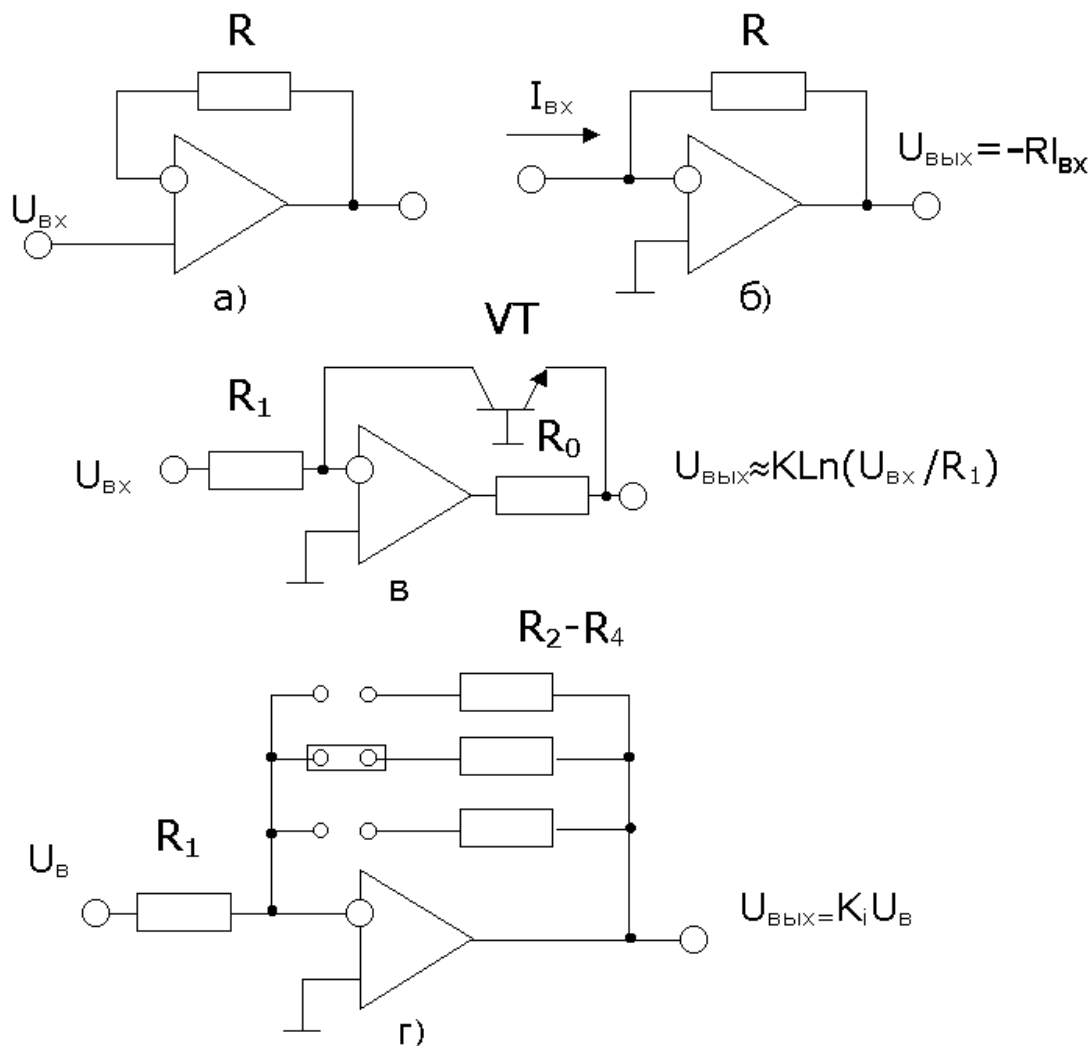 R
R
Iвх
Uвых = -RIвх
Uвх
а)
б)
VT
R₁
R₀
Uвх
Uвых≈KLn(Uвх/R₁)
в
R₂-R₄
R₁
Uв
Uвых=KᵢUв
г)